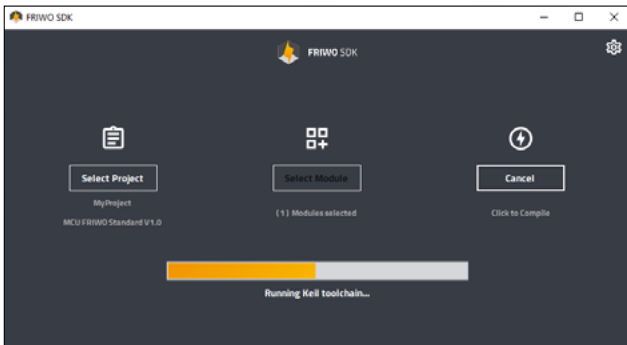 FRIWO SDK
FRIWO SDK
Select Project
Select Module
Cancel
MyProject
MCU FRIWO Standard V1.0
(1) Modules selected
Click to Compile
Running Keil toolchain...